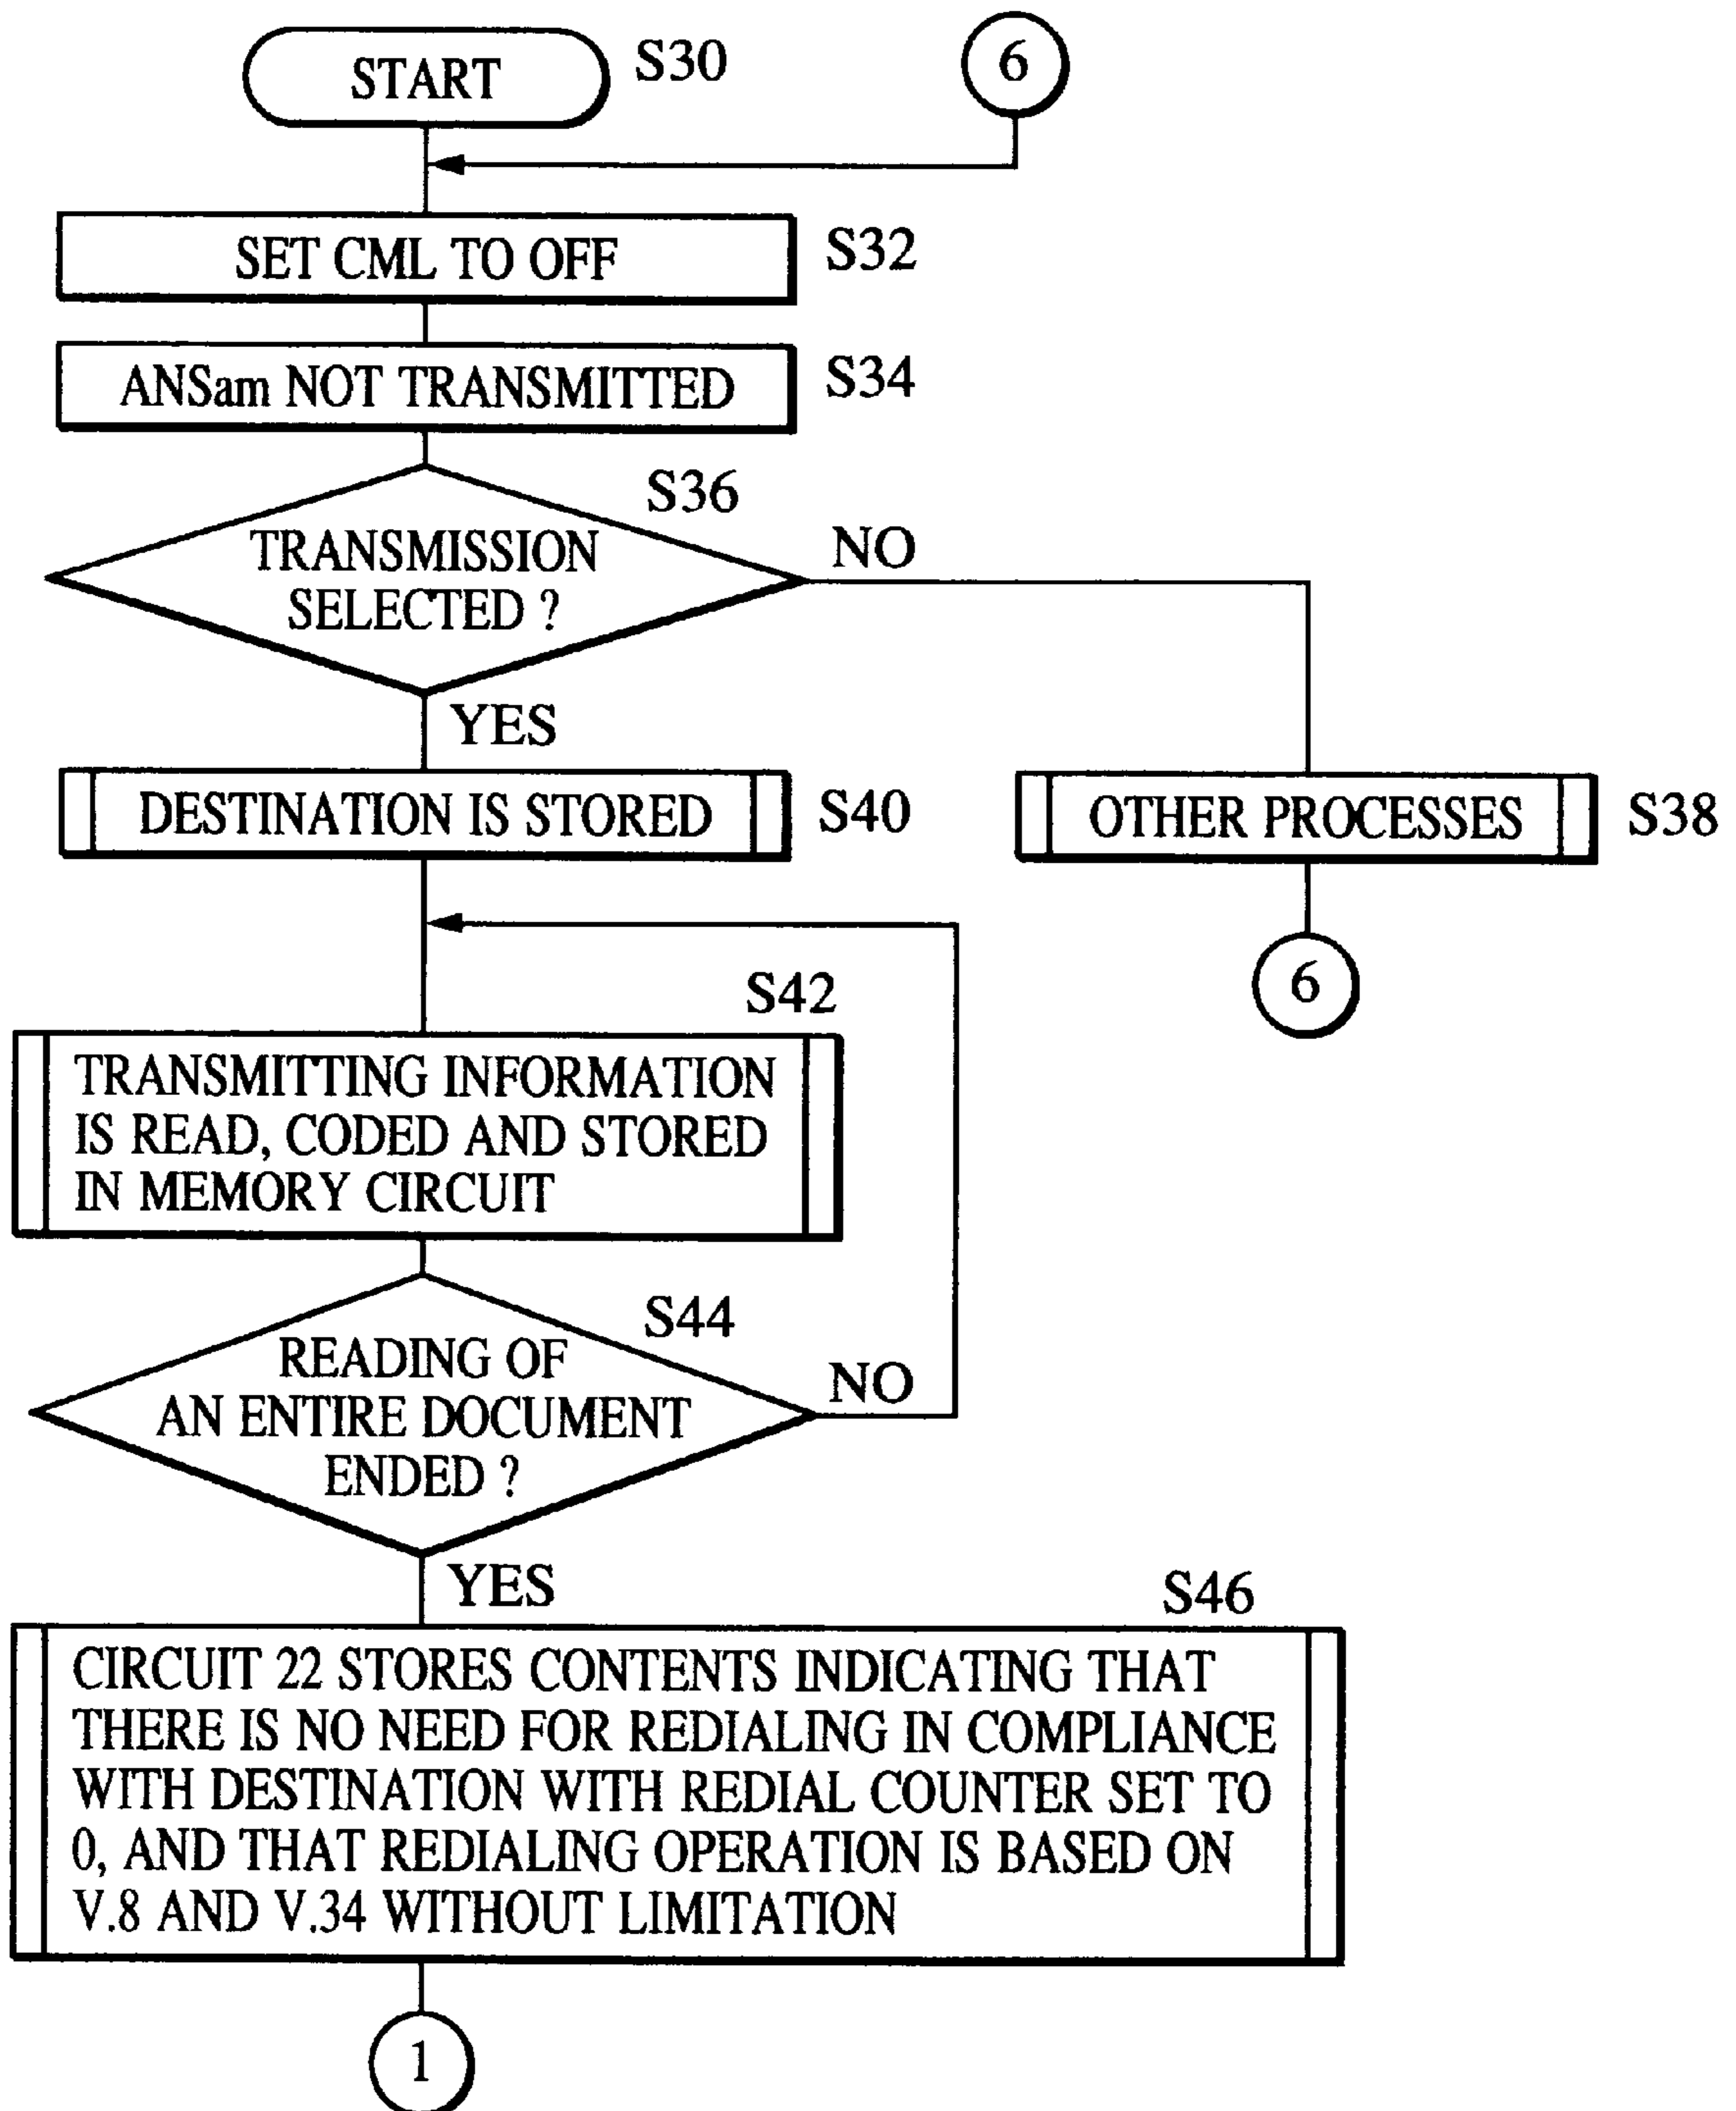 START
S30
6
SET CML TO OFF
S32
ANSam NOT TRANSMITTED
S34
S36
TRANSMISSION
SELECTED ?
NO
YES
DESTINATION IS STORED
S40
OTHER PROCESSES
S38
6
S42
TRANSMITTING INFORMATION
IS READ, CODED AND STORED
IN MEMORY CIRCUIT
S44
READING OF
AN ENTIRE DOCUMENT
ENDED ?
NO
YES
S46
CIRCUIT 22 STORES CONTENTS INDICATING THAT
THERE IS NO NEED FOR REDIALING IN COMPLIANCE
WITH DESTINATION WITH REDIAL COUNTER SET TO
0, AND THAT REDIALING OPERATION IS BASED ON
V.8 AND V.34 WITHOUT LIMITATION
1